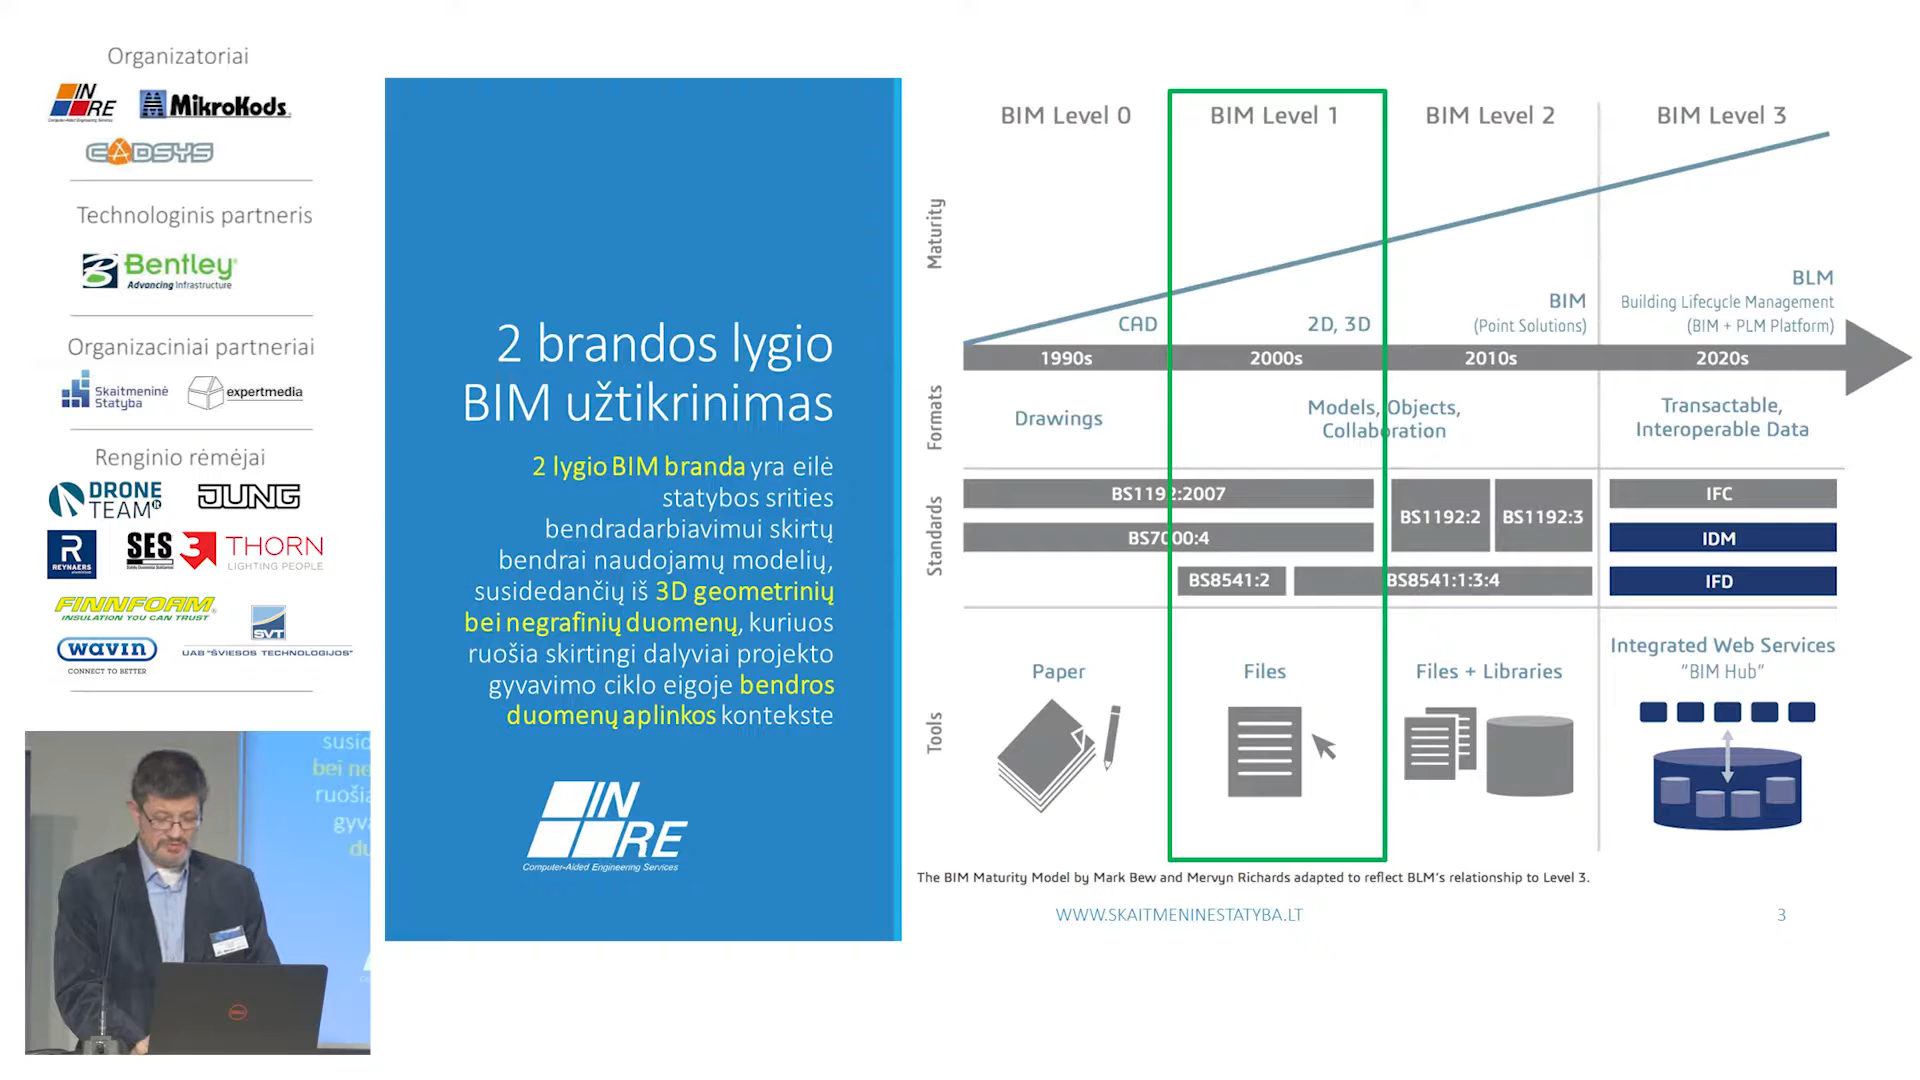 Organizatoriai
IN
RE
Computer-Aided Engineering Services
MikroKods
CADSYS
Technologinis partneris
Bentley
Advancing Infrastructure
Organizaciniai partneriai
Skaitmeninė
Statyba
expertmedia
Renginio rėmėjai
DRONE
TEAM
JUNG
R
REYNAERS
SES
THORN
LIGHTING PEOPLE
FINNFOAM
INSULATION YOU CAN TRUST
SVT
UAB "ŠVIESOS TECHNOLOGIJOS"
wavin
CONNECT TO BETTER
2 brandos lygio
BIM užtikrinimas
2 lygio BIM branda yra eilė
statybos srities
bendradarbiavimui skirtų
bendrai naudojamų modelių,
susidedančių iš 3D geometrinių
bei negrafinių duomenų, kuriuos
ruošia skirtingi dalyviai projekto
gyvavimo ciklo eigoje bendros
duomenų aplinkos kontekste
IN
RE
Computer-Aided Engineering Services
BIM Level 0 BIM Level 1 BIM Level 2 BIM Level 3
Maturity
CAD
2D, 3D
BIM
(Point Solutions)
BLM
Building Lifecycle Management
(BIM + PLM Platform)
1990s 2000s 2010s 2020s
Formats
Drawings
Models, Objects,
Collaboration
Transactable,
Interoperable Data
Standards
BS1192:2007
BS7000:4
BS8541:2
BS8541:1:3:4
BS1192:2
BS1192:3
IFC
IDM
IFD
Tools
Paper
Files
Files + Libraries
Integrated Web Services
"BIM Hub"
The BIM Maturity Model by Mark Bew and Mervyn Richards adapted to reflect BLM's relationship to Level 3.
WWW.SKAITMENINESTATYBA.LT
3
susid
bei ne
ruošia
gyv
du
DELL